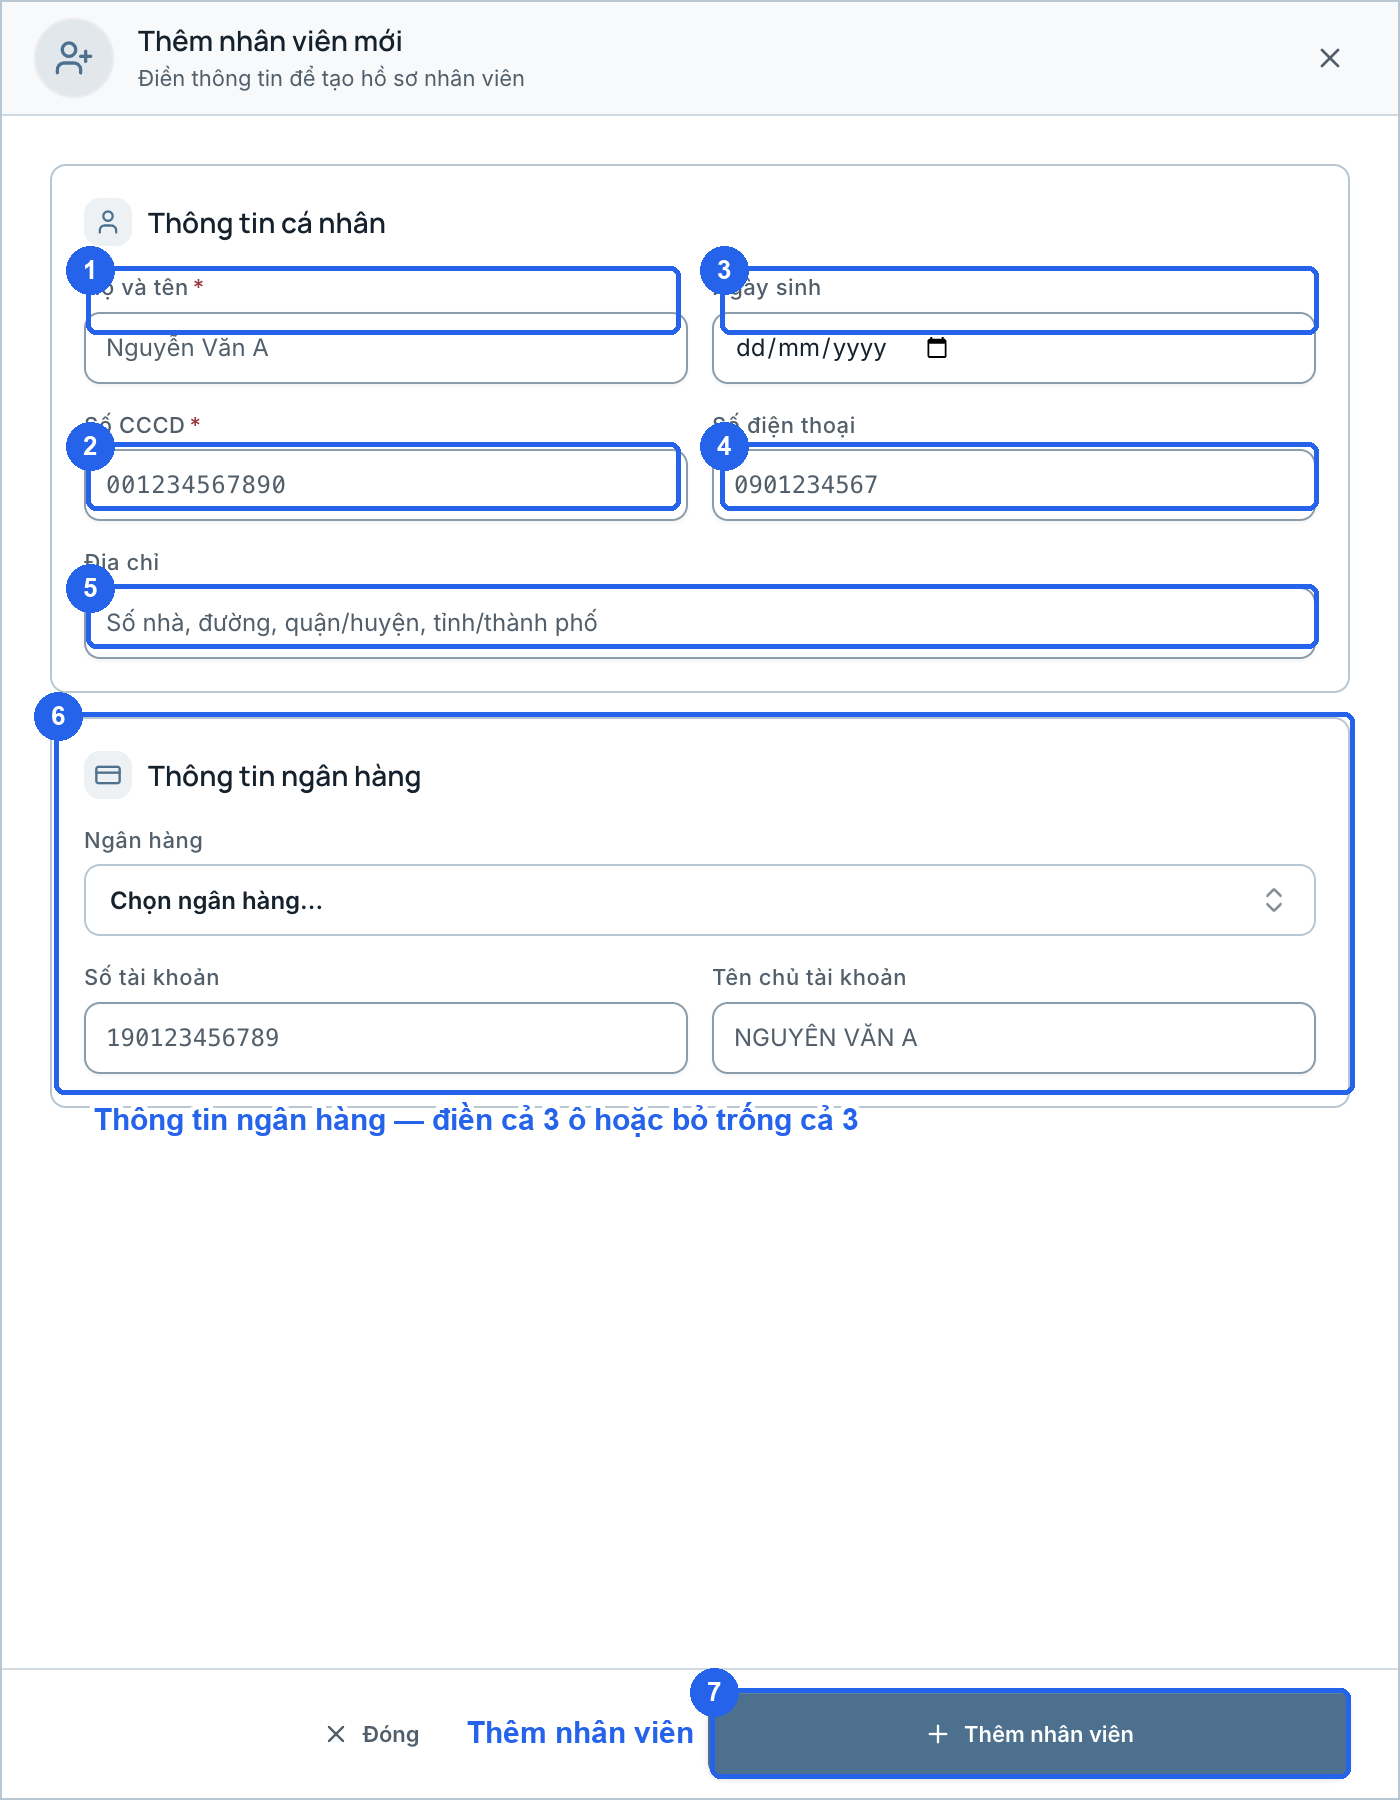 Thêm nhân viên mới
Điền thông tin để tạo hồ sơ nhân viên
Thông tin cá nhân
1
và tên *
Nguyễn Văn A
3
gày sinh
dd/mm/yyyy
Số CCCD *
2
001234567890
Số điện thoại
4
0901234567
Địa chỉ
5
Số nhà, đường, quận/huyện, tỉnh/thành phố
6
Thông tin ngân hàng
Ngân hàng
Chọn ngân hàng...
Số tài khoản
190123456789
Tên chủ tài khoản
NGUYỄN VĂN A
Thông tin ngân hàng — điền cả 3 ô hoặc bỏ trống cả 3
Đóng
Thêm nhân viên
7
Thêm nhân viên